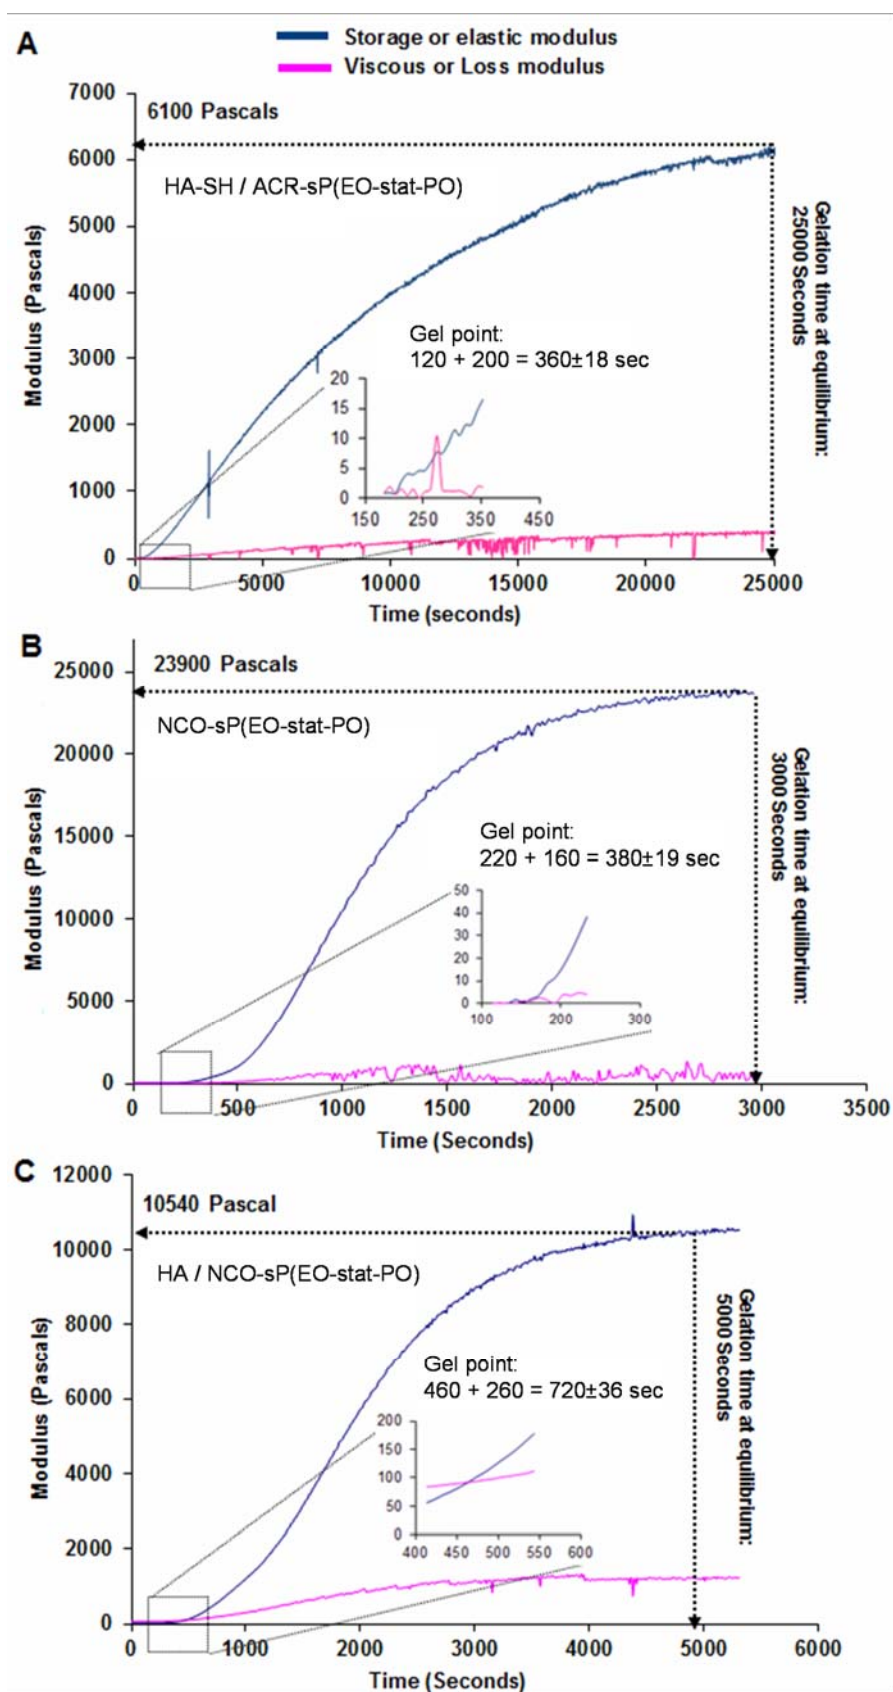 A
Storage or elastic modulus
Viscous or Loss modulus
7000
6100 Pascals
6000
HA-SH / ACR-sP(EO-stat-PO)
5000
4000
3000
2000
1000
0
Modulus (Pascals)
Gel point:
120 + 200 = 360±18 sec
20
15
10
5
0
150 250 350 450
Gelation time at equilibrium:
25000 Seconds
0 5000 10000 15000 20000 25000
Time (seconds)
B
25000
23900 Pascals
NCO-sP(EO-stat-PO)
20000
15000
10000
5000
0
Modulus (Pascals)
Gel point:
220 + 160 = 380±19 sec
50
40
30
20
10
0
100 200 300
Gelation time at equilibrium:
3000 Seconds
0 500 1000 1500 2000 2500 3000 3500
Time (Seconds)
C
12000
10540 Pascal
10000
HA / NCO-sP(EO-stat-PO)
8000
6000
4000
2000
0
Modulus (Pascals)
Gel point:
460 + 260 = 720±36 sec
200
150
100
50
0
400 450 500 550 600
Gelation time at equilibrium:
5000 Seconds
0 1000 2000 3000 4000 5000 6000
Time (Seconds)